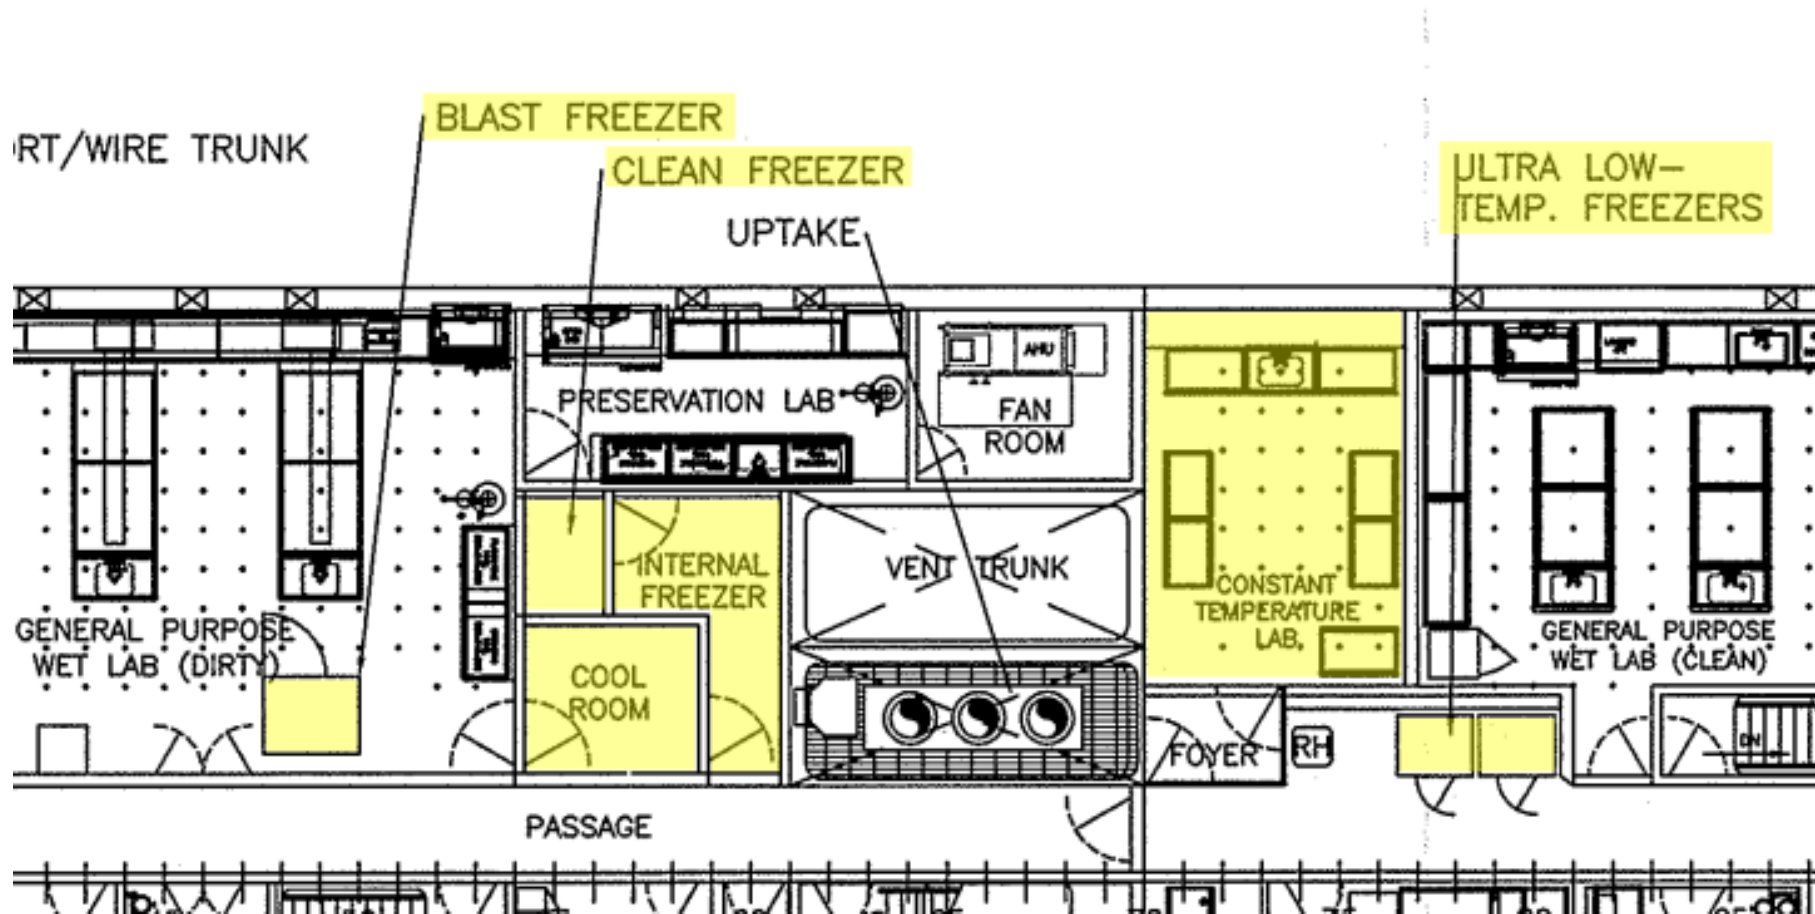 BLAST FREEZER
RT/WIRE TRUNK
CLEAN FREEZER
ULTRA LOW-
TEMP. FREEZERS
UPTAKE
AHU
PRESERVATION LAB
FAN
ROOM
INTERNAL
FREEZER
VENT TRUNK
CONSTANT
TEMPERATURE
LAB.
GENERAL PURPOSE
WET LAB (DIRTY)
GENERAL PURPOSE
WET LAB (CLEAN)
COOL
ROOM
FOYER
RH
DN
PASSAGE